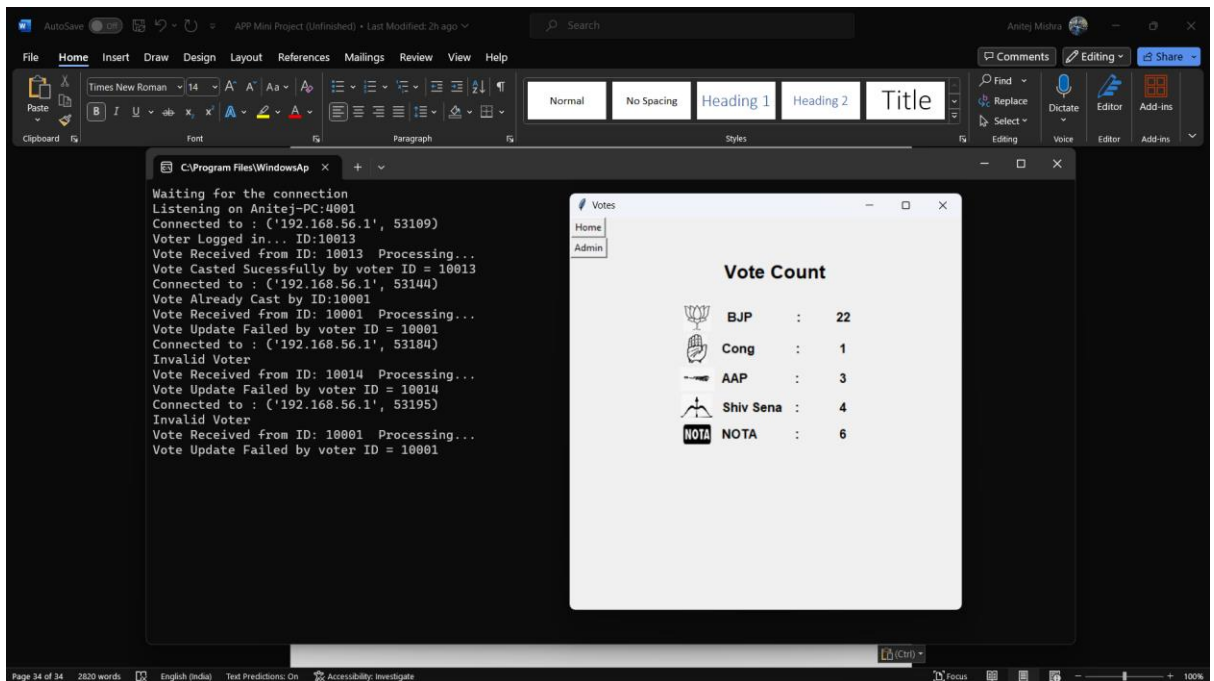 AutoSave Off APP Mini Project (Unfinished) • Last Modified: 2h ago Search Anitej Mishra
File Home Insert Draw Design Layout References Mailings Review View Help Comments Editing Share
Times New Roman 14 A A Aa A
Find
Paste
B I U ab x, x² A A
Normal No Spacing Heading 1 Heading 2 Title
Replace
Select
Dictate Editor Add-ins
Clipboard Font Paragraph Styles Editing Voice Editor Add-ins
C:\Program Files\WindowsAp
Waiting for the connection
Listening on Anitej-PC:4001
Connected to : ('192.168.56.1', 53109)
Voter Logged in... ID:10013
Vote Received from ID: 10013 Processing...
Vote Casted Sucessfully by voter ID = 10013
Connected to : ('192.168.56.1', 53144)
Vote Already Cast by ID:10001
Vote Received from ID: 10001 Processing...
Vote Update Failed by voter ID = 10001
Connected to : ('192.168.56.1', 53184)
Invalid Voter
Vote Received from ID: 10014 Processing...
Vote Update Failed by voter ID = 10014
Connected to : ('192.168.56.1', 53195)
Invalid Voter
Vote Received from ID: 10001 Processing...
Vote Update Failed by voter ID = 10001
Votes
Home
Admin
Vote Count
BJP : 22
Cong : 1
AAP : 3
Shiv Sena : 4
NOTA NOTA : 6
(Ctrl)
Page 34 of 34 2820 words English (India) Text Predictions: On Accessibility: Investigate Focus 100%